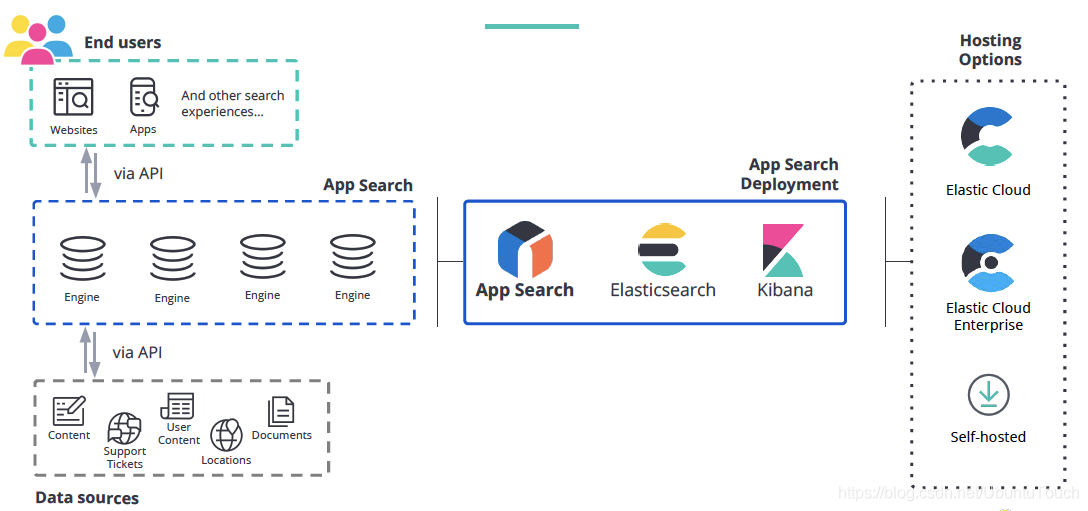 End users
Websites
Apps
And other search
experiences...
via API
App Search
Engine
Engine
Engine
Engine
via API
Content
Support
Tickets
User
Content
Locations
Documents
Data sources
App Search
Deployment
App Search
Elasticsearch
Kibana
Hosting
Options
Elastic Cloud
Elastic Cloud
Enterprise
Self-hosted
https://blog.csdn.net/UbuntuTouch